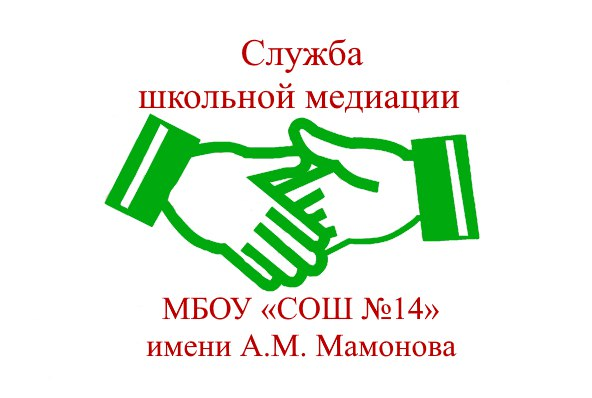 Служба
школьной медиации
МБОУ «СОШ №14»
имени А.М. Мамонова